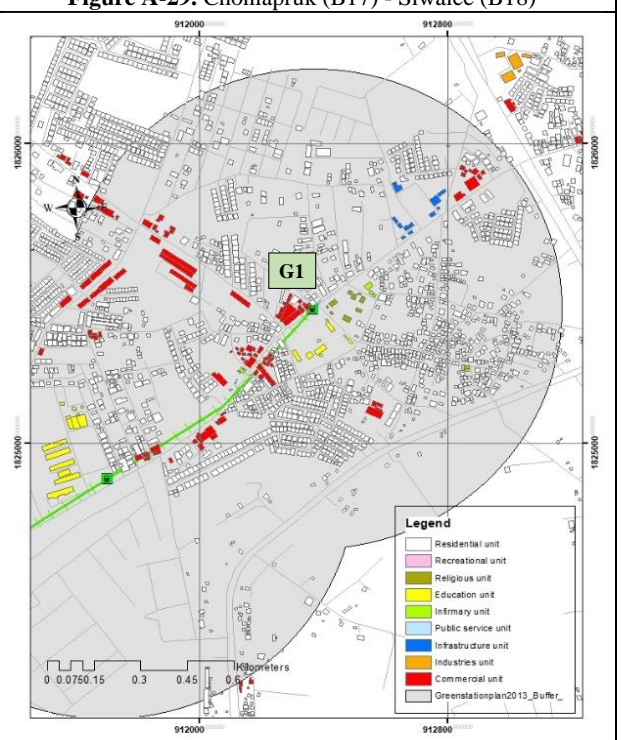 Figure A-29: Chomapruk (B17) - Siwalee (B18)
912000 912800
1826000 1826000
N
W
S
G1
1825000 1825000
Legend
Residential unit
Recreational unit
Religious unit
Education unit
Infirmary unit
Public service unit
Infrastructure unit
Industries unit
Commercial unit
Greenstationplan2013_Buffer_
Kilometers
0 0.0750.15 0.3 0.45 0.6
912000 912800